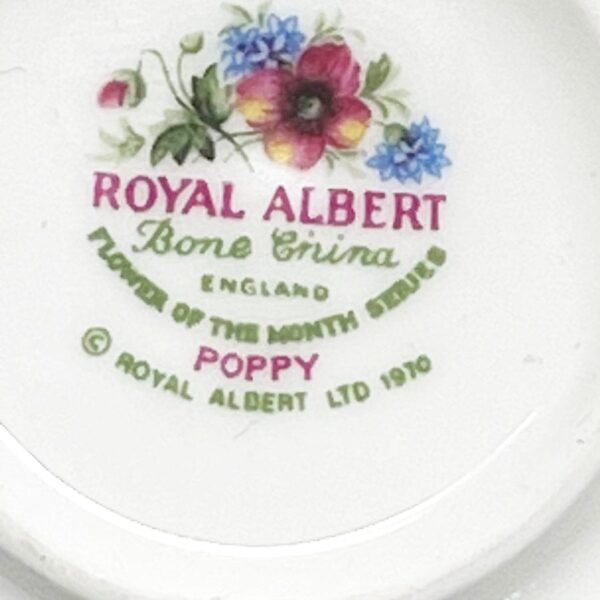 ROYAL ALBERT
Bone China
ENGLAND
FLOWER OF THE MONTH SERIES
POPPY
© ROYAL ALBERT LTD 1970